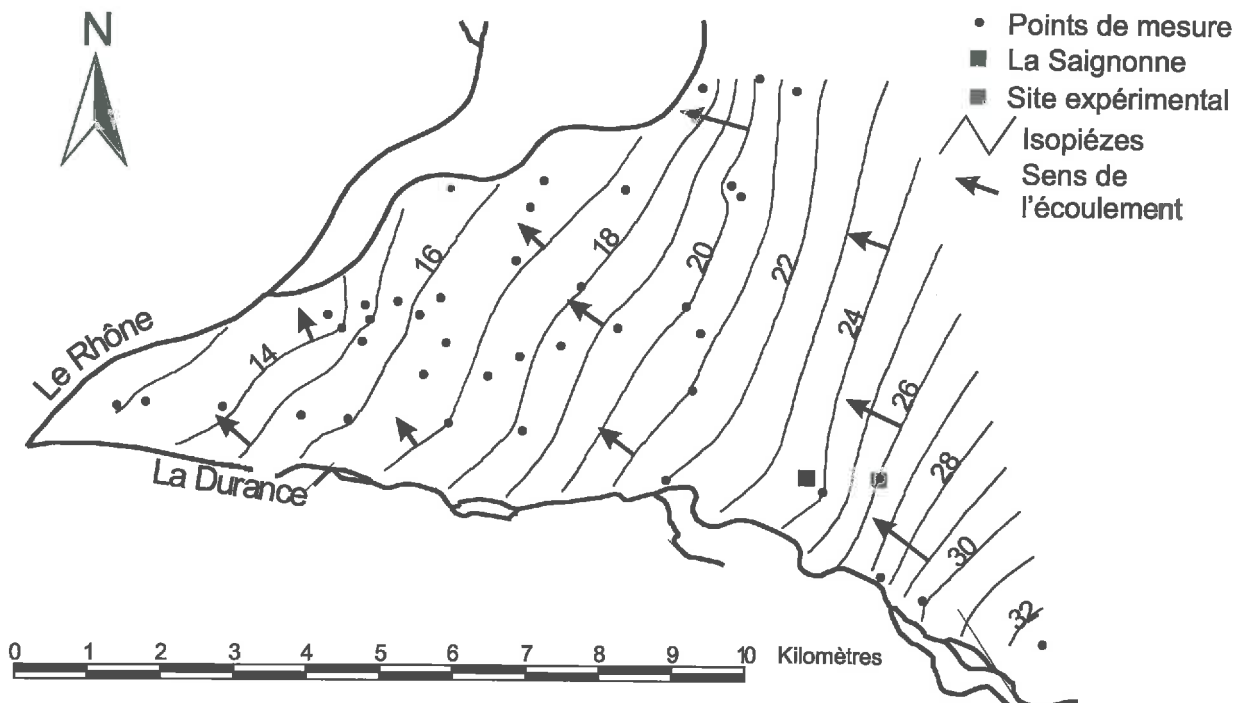 N
Points de mesure
La Saignonne
Site expérimental
Isopiézes
Sens de
l'écoulement
18
20
16
22
24
14
26
28
30
32
Le Rhône
La Durance
0 1 2 3 4 5 6 7 8 9 10 Kilomètres